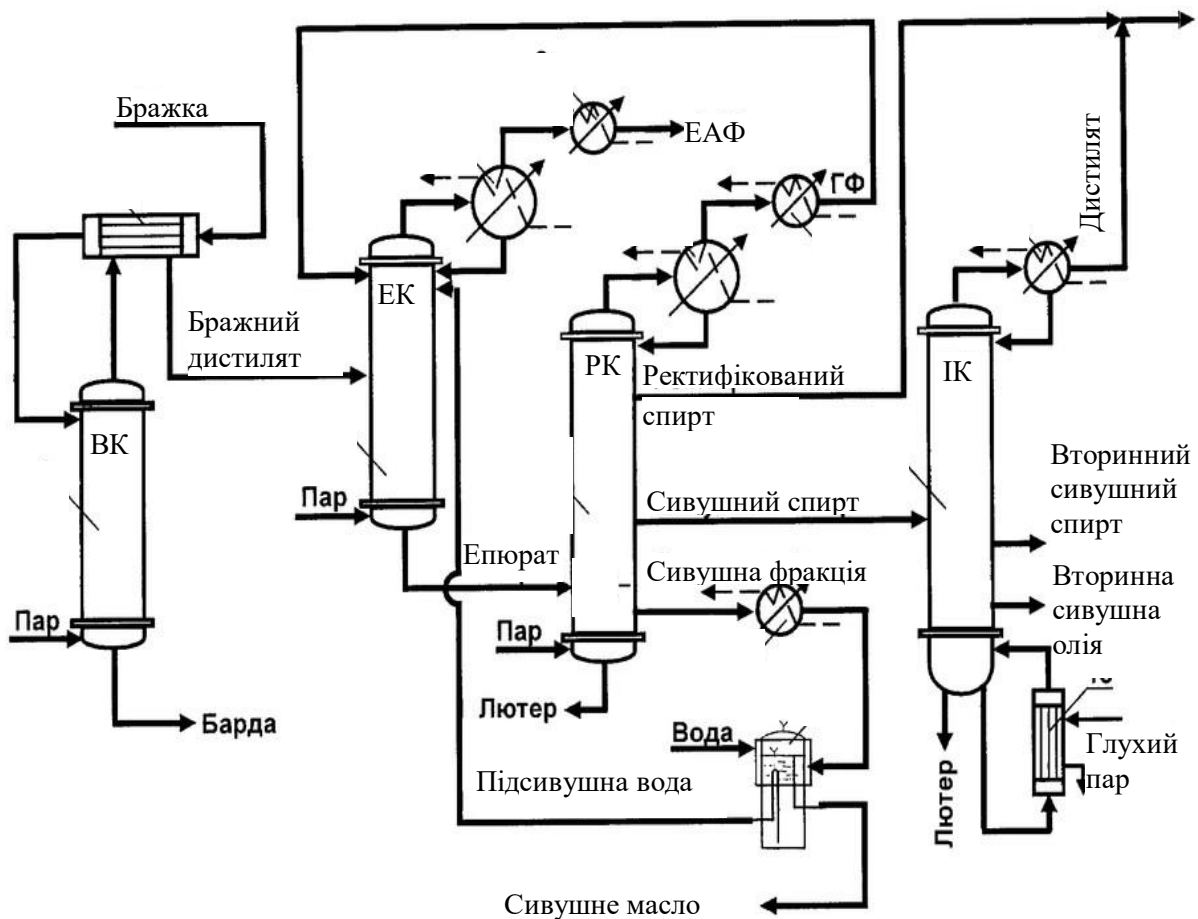 Бражка
ЕАФ
ГФ
Дистилят
ЕК
Бражний
дистилят
РК
ІК
Ректифікований
спирт
ВК
Пар
Вторинний
сивушний
спирт
Сивушний спирт
Епюрат
Сивушна фракція
Вторинна
сивушна
олія
Пар
Пар
Лютер
Барда
Вода
Глухий
пар
Підсивушна вода
Лютер
Сивушне масло